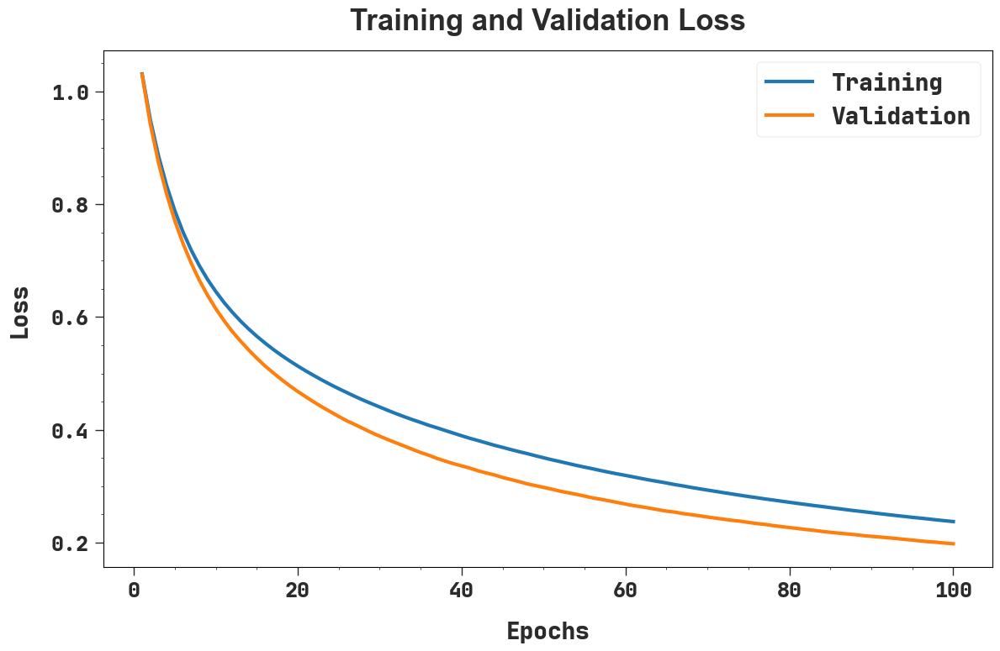 Training and Validation Loss
Training
Validation
1.0
0.8
0.6
0.4
0.2
Loss
0 20 40 60 80 100
Epochs